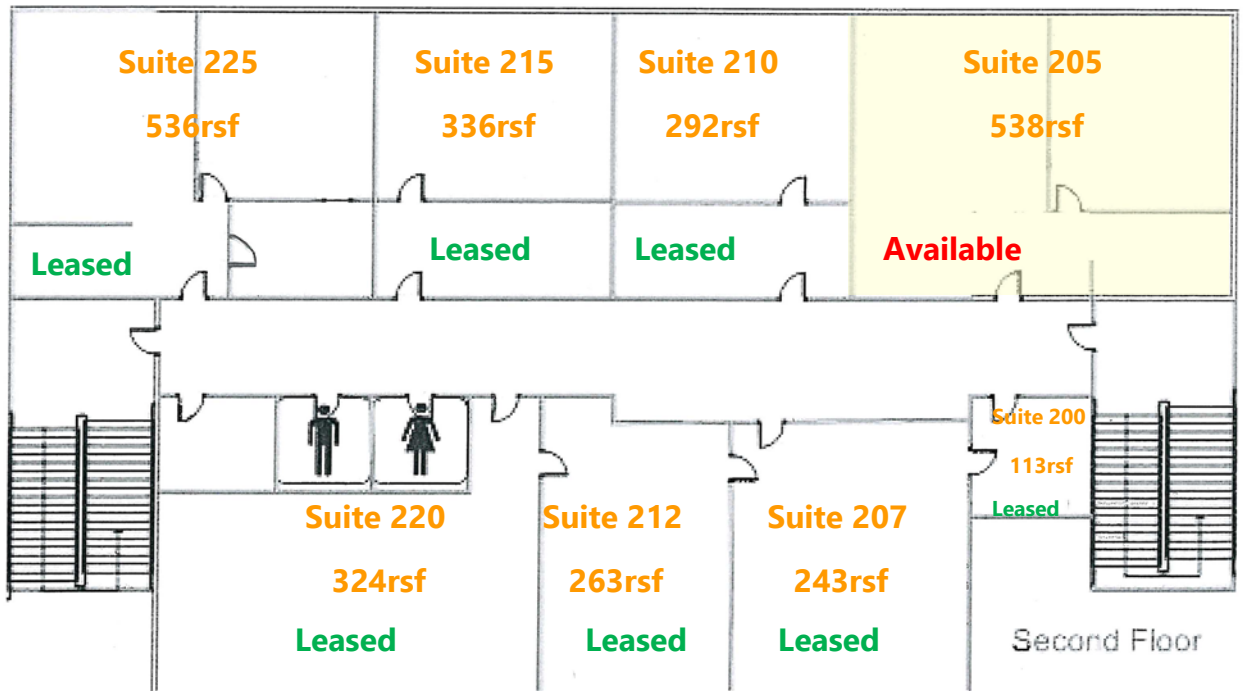 Suite 225
536rsf
Leased
Suite 215
336rsf
Leased
Suite 210
292rsf
Leased
Suite 205
538rsf
Available
Suite 200
113rsf
Leased
Suite 220
324rsf
Leased
Suite 212
263rsf
Leased
Suite 207
243rsf
Leased
Second Floor